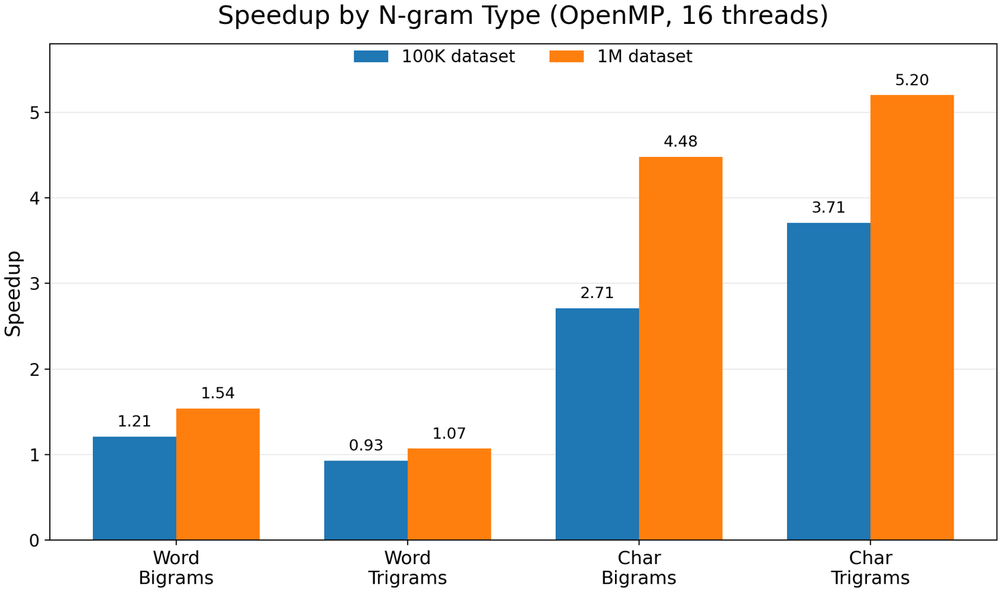 Speedup by N-gram Type (OpenMP, 16 threads)
100K dataset
1M dataset
Speedup
5
4
3
2
1
0
1.21
1.54
0.93
1.07
2.71
4.48
3.71
5.20
Word
Bigrams
Word
Trigrams
Char
Bigrams
Char
Trigrams